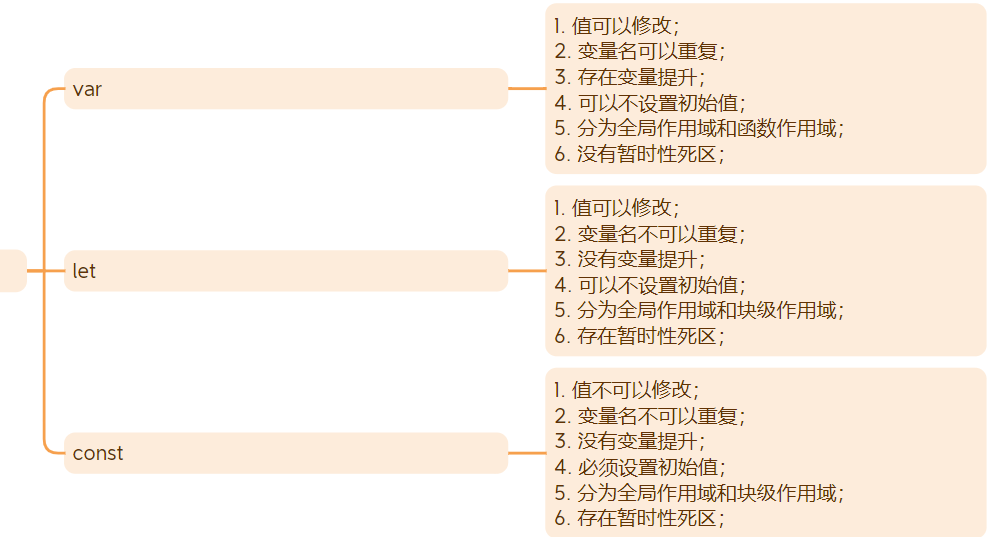 var
1. 值可以修改；
2. 变量名可以重复；
3. 存在变量提升；
4. 可以不设置初始值；
5. 分为全局作用域和函数作用域；
6. 没有暂时性死区；
let
1. 值可以修改；
2. 变量名不可以重复；
3. 没有变量提升；
4. 可以不设置初始值；
5. 分为全局作用域和块级作用域；
6. 存在暂时性死区；
const
1. 值不可以修改；
2. 变量名不可以重复；
3. 没有变量提升；
4. 必须设置初始值；
5. 分为全局作用域和块级作用域；
6. 存在暂时性死区；